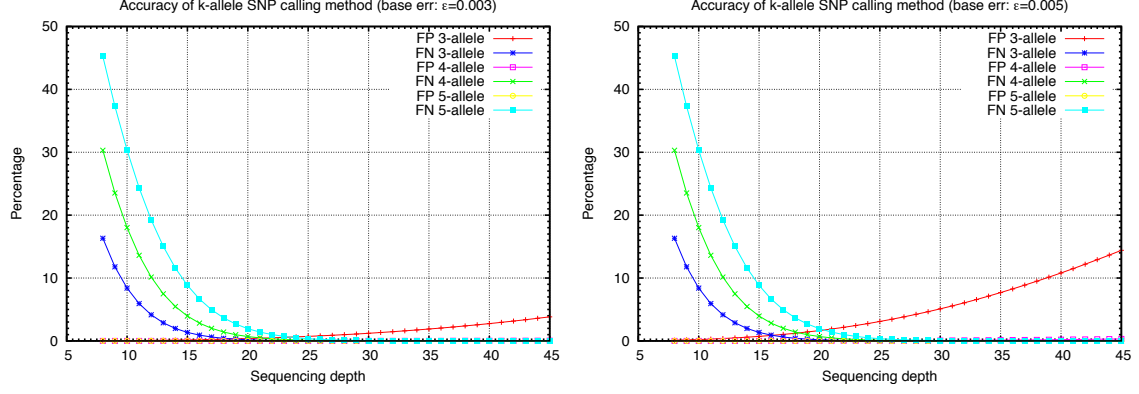 Accuracy of k-allele SNP calling method (base err: ε=0.003)
50
40
30
20
10
0
5 10 15 20 25 30 35 40 45
Percentage
Sequencing depth
FP 3-allele
FN 3-allele
FP 4-allele
FN 4-allele
FP 5-allele
FN 5-allele
Accuracy of k-allele SNP calling method (base err: ε=0.005)
50
40
30
20
10
0
5 10 15 20 25 30 35 40 45
Percentage
Sequencing depth
FP 3-allele
FN 3-allele
FP 4-allele
FN 4-allele
FP 5-allele
FN 5-allele